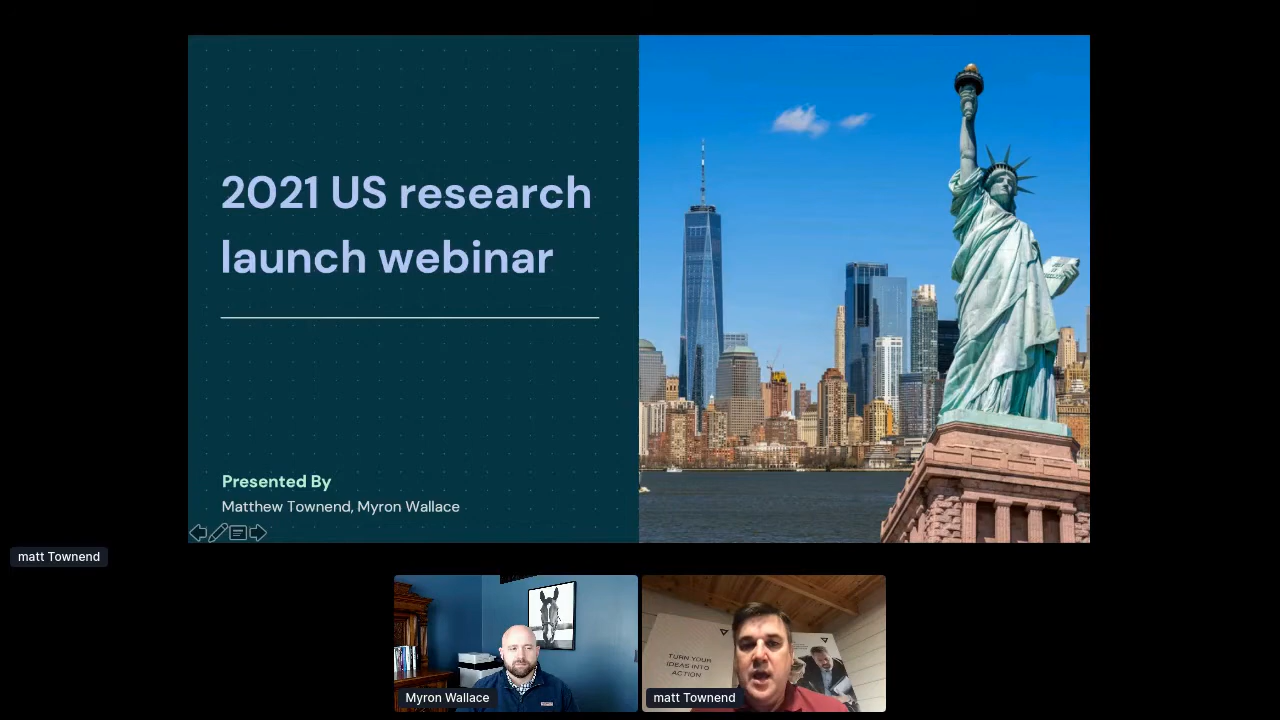 2021 US research
launch webinar
Presented By
Matthew Townend, Myron Wallace
matt Townend
TURN YOUR
IDEAS INTO
ACTION
Myron Wallace
matt Townend